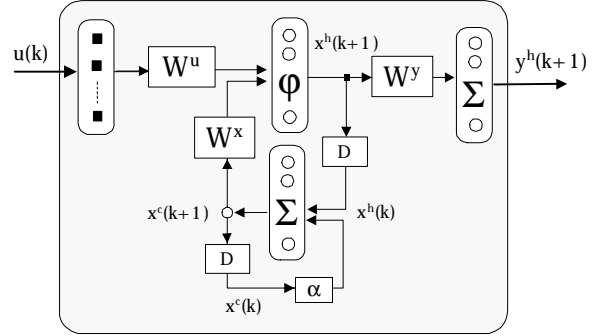 u(k)
W^u
φ
x^h(k+1)
W^y
Σ
y^h(k+1)
W^x
D
x^c(k+1)
Σ
x^h(k)
D
α
x^c(k)